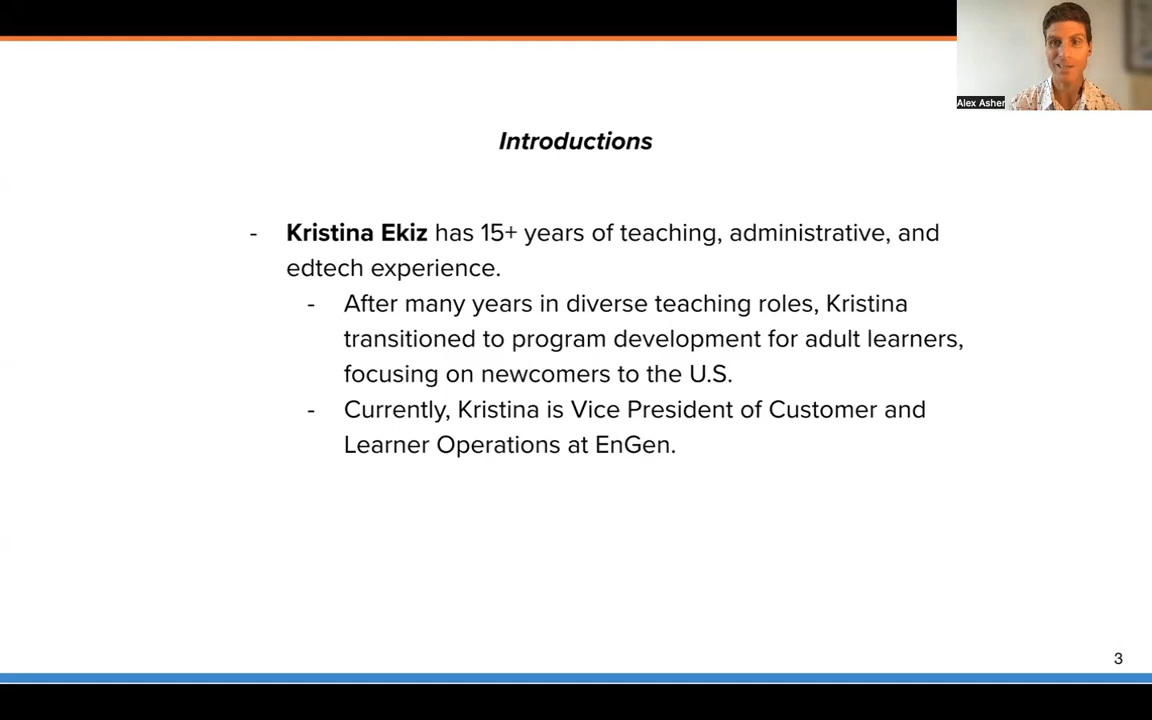 Alex Asher
Introductions
- Kristina Ekiz has 15+ years of teaching, administrative, and
edtech experience.
- After many years in diverse teaching roles, Kristina
transitioned to program development for adult learners,
focusing on newcomers to the U.S.
- Currently, Kristina is Vice President of Customer and
Learner Operations at EnGen.
3